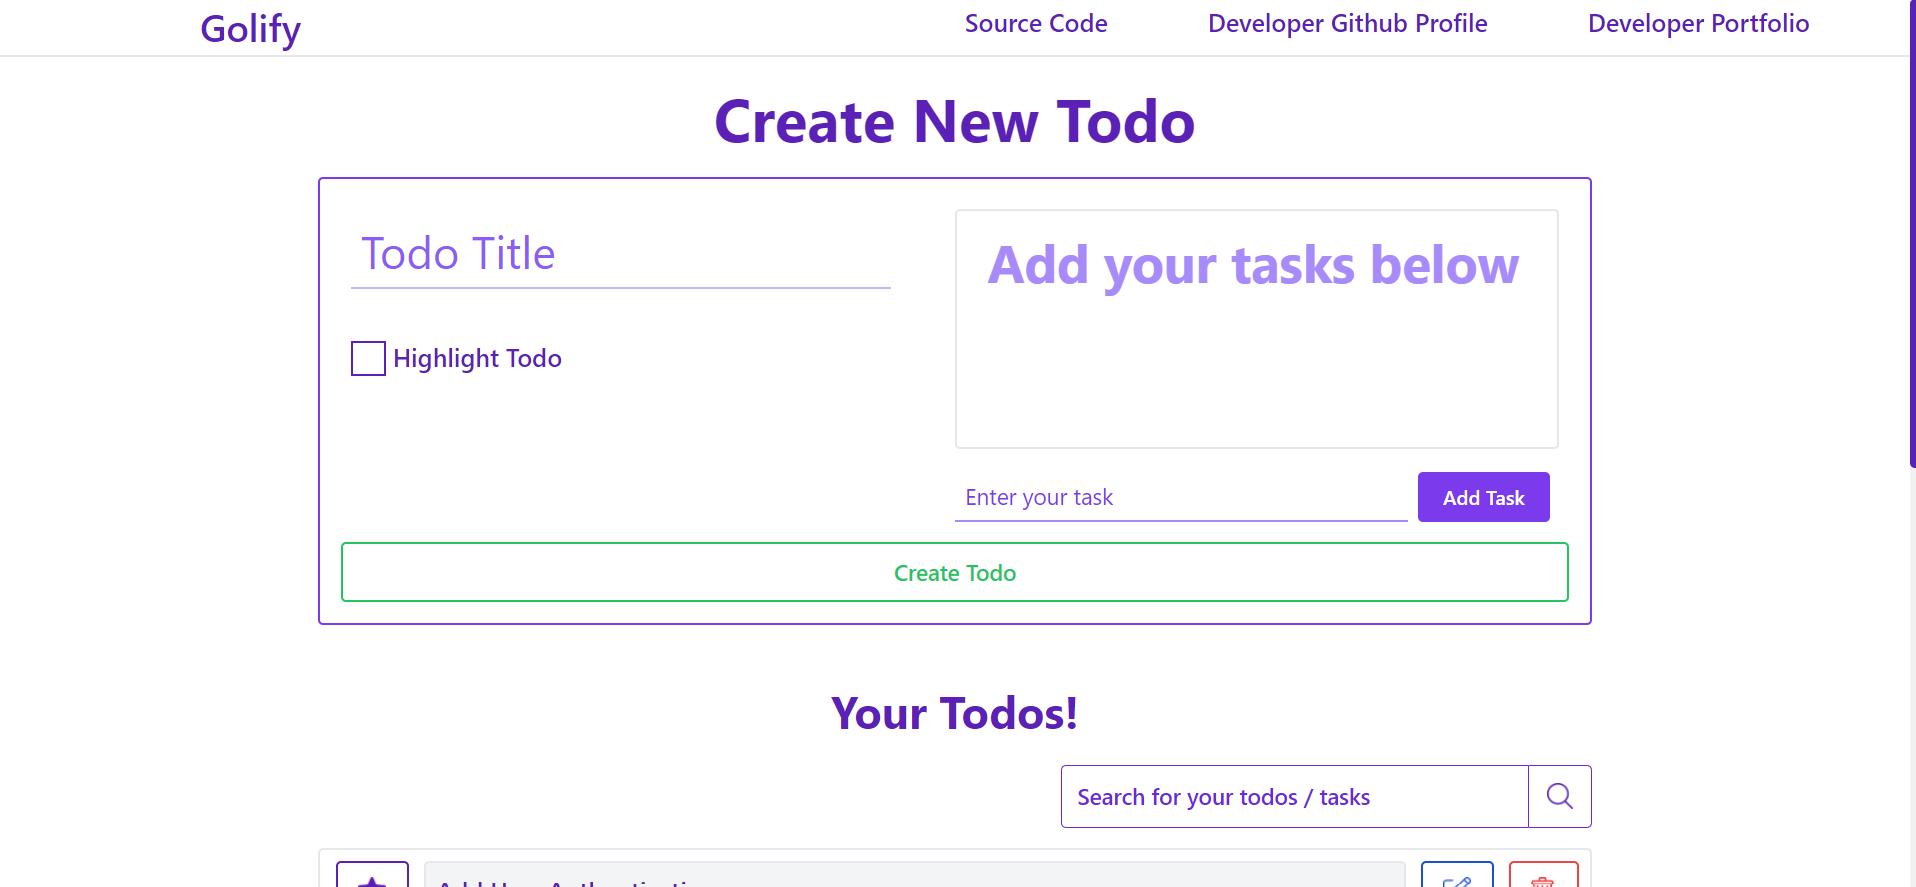 Golify
Source Code
Developer Github Profile
Developer Portfolio
Create New Todo
Todo Title
Add your tasks below
Highlight Todo
Enter your task
Add Task
Create Todo
Your Todos!
Search for your todos / tasks